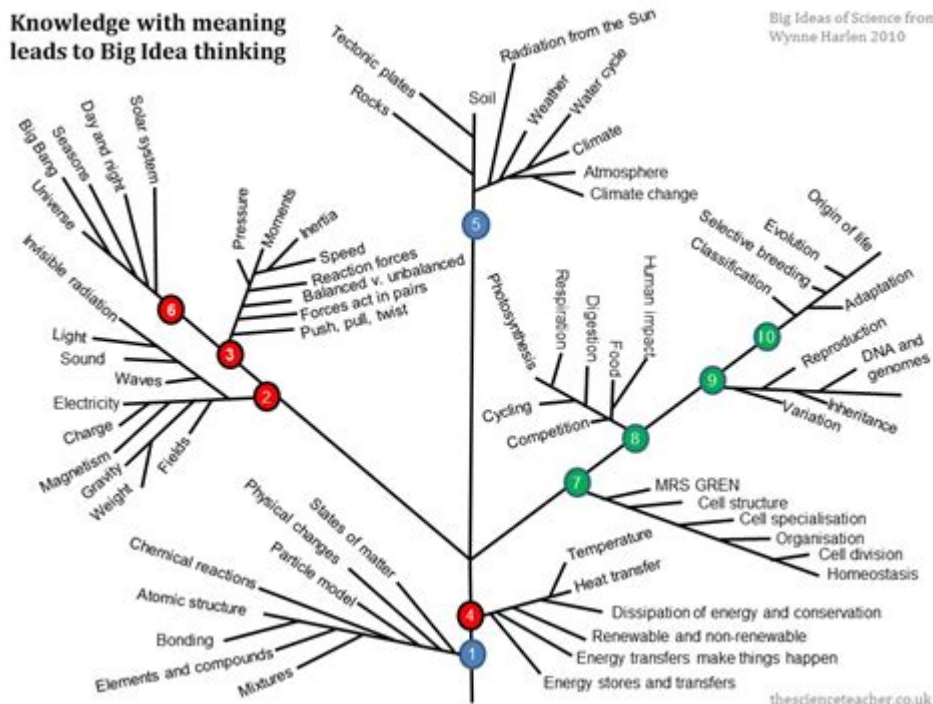 Knowledge with meaning
leads to Big Idea thinking
Big Ideas of Science from
Wynne Harlen 2010
Tectonic plates
Rocks
Soil
Radiation from the Sun
Weather
Water cycle
Climate
Atmosphere
Climate change
5
Universe
Big Bang
Seasons
Day and night
Solar system
6
Pressure
Moments
Inertia
Speed
Reaction forces
Balanced v. unbalanced
Forces act in pairs
Push, pull, twist
3
Invisible radiation
Light
Sound
Waves
Electricity
Charge
Magnetism
Gravity
Weight
Fields
2
Classification
Selective breeding
Evolution
Origin of life
Adaptation
10
Reproduction
DNA and
genomes
Inheritance
Variation
9
Photosynthesis
Respiration
Digestion
Food
Human impact
Cycling
Competition
8
7
MRS GREN
Cell structure
Cell specialisation
Organisation
Cell division
Homeostasis
Chemical reactions
Physical changes
States of matter
Particle model
Atomic structure
Bonding
Elements and compounds
Mixtures
4
1
Temperature
Heat transfer
Dissipation of energy and conservation
Renewable and non-renewable
Energy transfers make things happen
Energy stores and transfers
thescienceteacher.co.uk